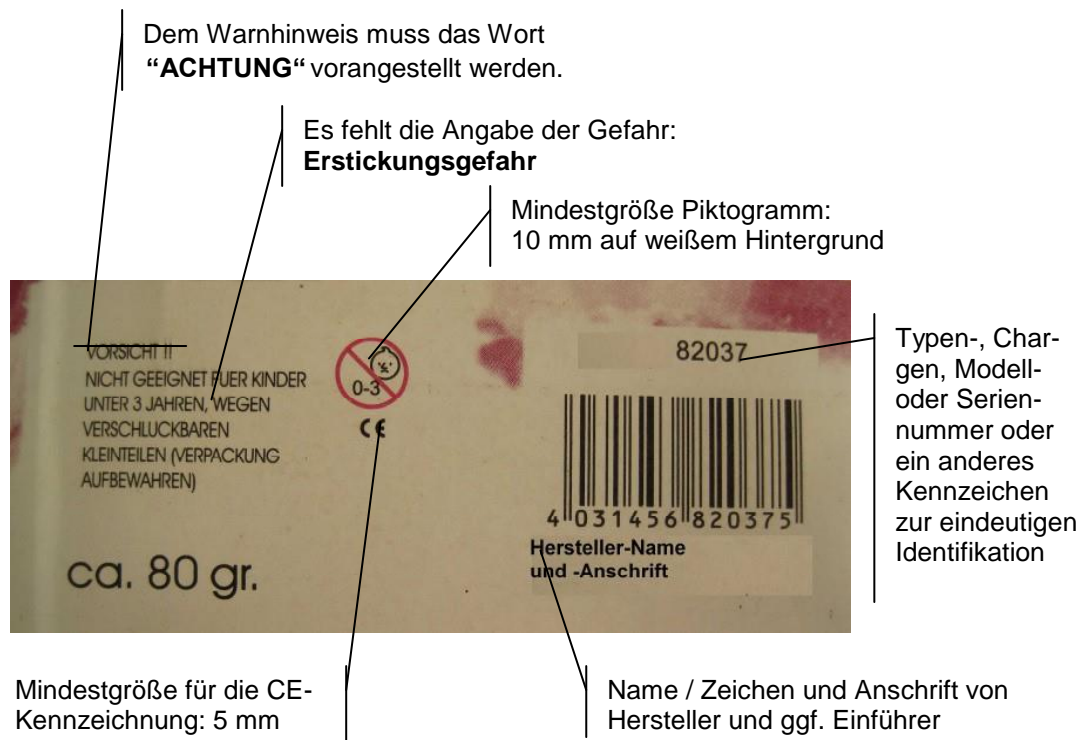 Dem Warnhinweis muss das Wort
“ACHTUNG“ vorangestellt werden.
Es fehlt die Angabe der Gefahr:
Erstickungsgefahr
Mindestgröße Piktogramm:
10 mm auf weißem Hintergrund
VORSICHT !!
NICHT GEEIGNET FUER KINDER
UNTER 3 JAHREN, WEGEN
VERSCHLUCKBAREN
KLEINTEILEN (VERPACKUNG
AUFBEWAHREN)
0-3
CE
ca. 80 gr.
82037
4 031456 820375
Hersteller-Name
und -Anschrift
Typen-, Char-
gen, Modell-
oder Serien-
nummer oder
ein anderes
Kennzeichen
zur eindeutigen
Identifikation
Mindestgröße für die CE-
Kennzeichnung: 5 mm
Name / Zeichen und Anschrift von
Hersteller und ggf. Einführer